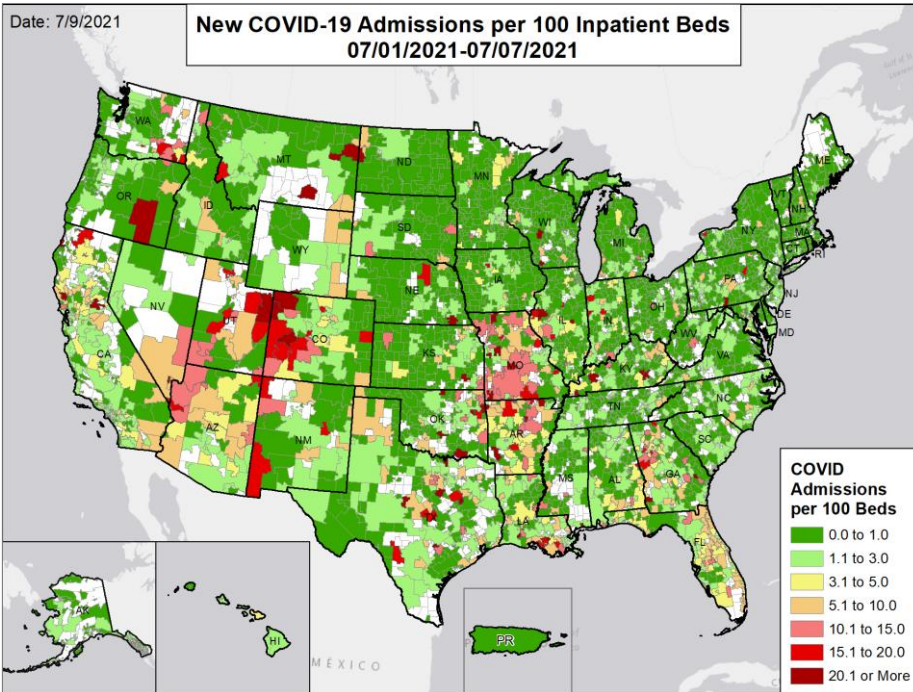 Date: 7/9/2021
New COVID-19 Admissions per 100 Inpatient Beds
07/01/2021-07/07/2021
WA
MT
ND
MN
ME
OR
ID
SD
WI
VT
NH
WY
MI
NY
MA
CT
RI
NE
IA
PA
NV
UT
IL
IN
OH
NJ
CO
DE
MD
CA
KS
MO
WV
KY
VA
AZ
NM
OK
AR
TN
NC
SC
MS
AL
GA
LA
FL
AK
HI
MÉXICO
PR
COVID
Admissions
per 100 Beds
0.0 to 1.0
1.1 to 3.0
3.1 to 5.0
5.1 to 10.0
10.1 to 15.0
15.1 to 20.0
20.1 or More